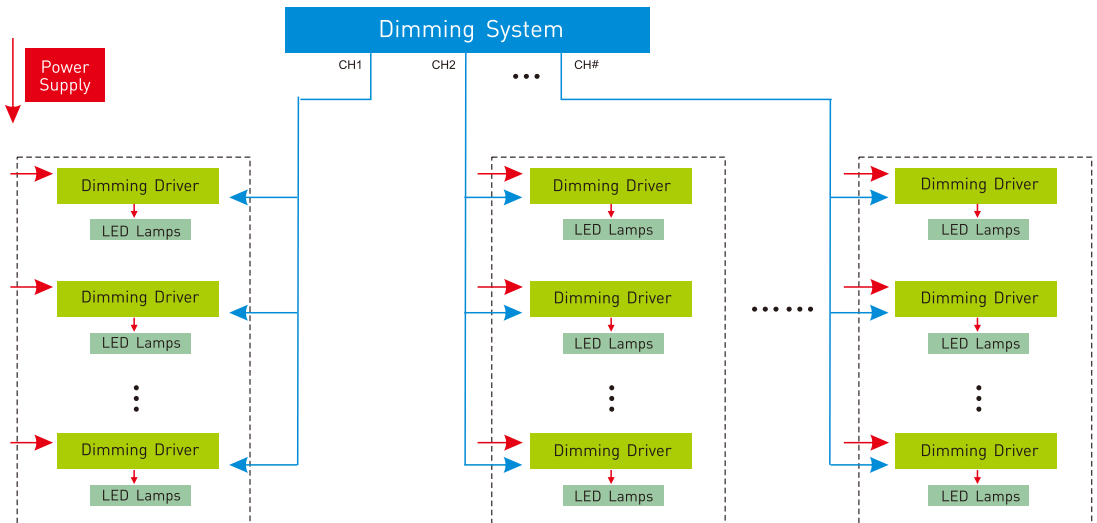 Dimming System
CH1
CH2
CH#
Power
Supply
Dimming Driver
LED Lamps
Dimming Driver
LED Lamps
Dimming Driver
LED Lamps
Dimming Driver
LED Lamps
Dimming Driver
LED Lamps
Dimming Driver
LED Lamps
Dimming Driver
LED Lamps
Dimming Driver
LED Lamps
Dimming Driver
LED Lamps